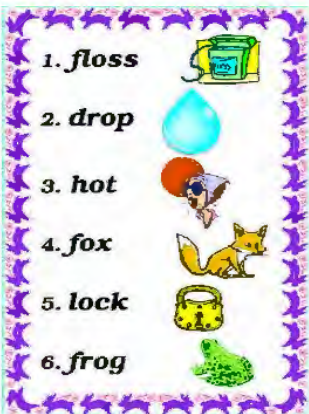 1. floss
2. drop
3. hot
4. fox
5. lock
6. frog